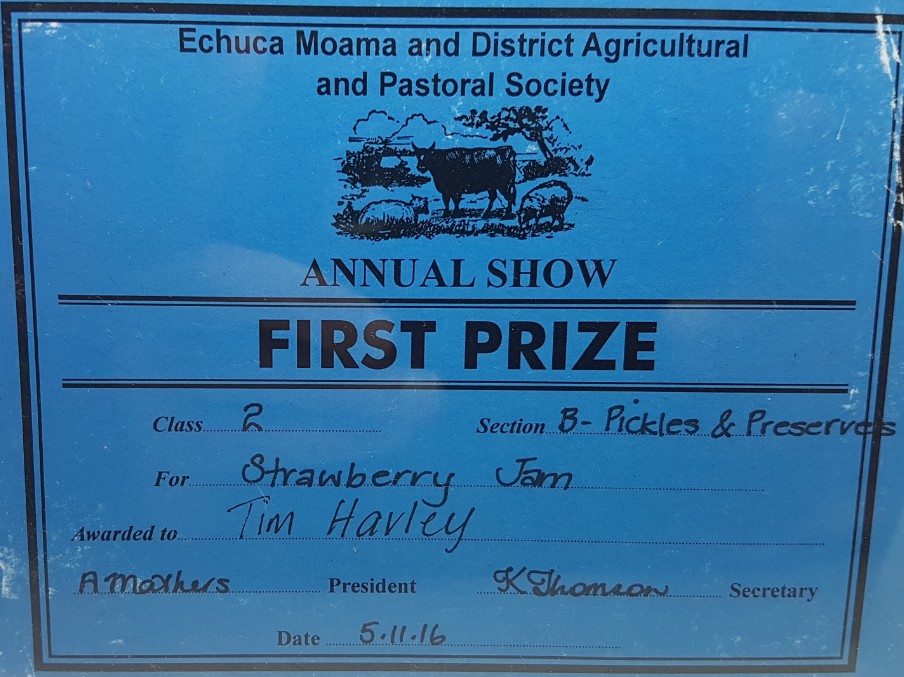 Echuca Moama and District Agricultural
and Pastoral Society
ANNUAL SHOW
FIRST PRIZE
Class 2 Section B- Pickles & Preserves
For Strawberry Jam
Awarded to Tim Harley
A Mathers President K Thomson Secretary
Date 5.11.16